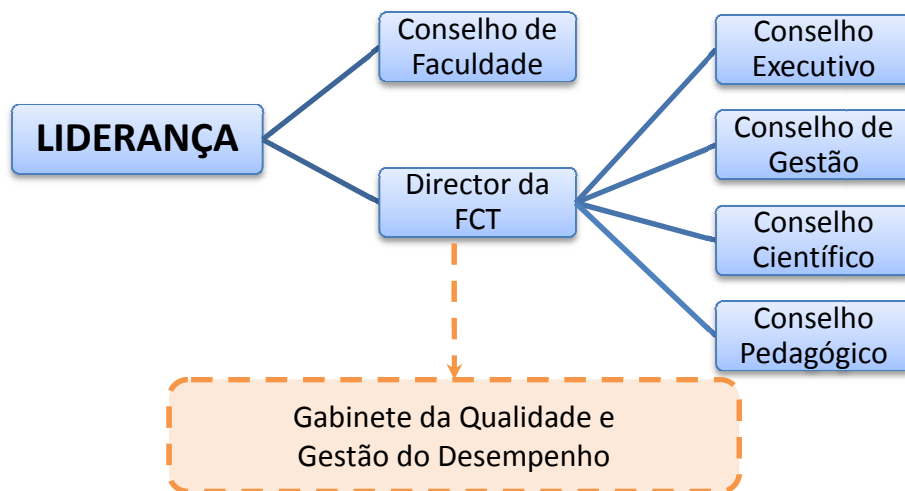 Conselho de
Faculdade
Conselho
Executivo
LIDERANÇA
Conselho de
Gestão
Director da
FCT
Conselho
Científico
Conselho
Pedagógico
Gabinete da Qualidade e
Gestão do Desempenho